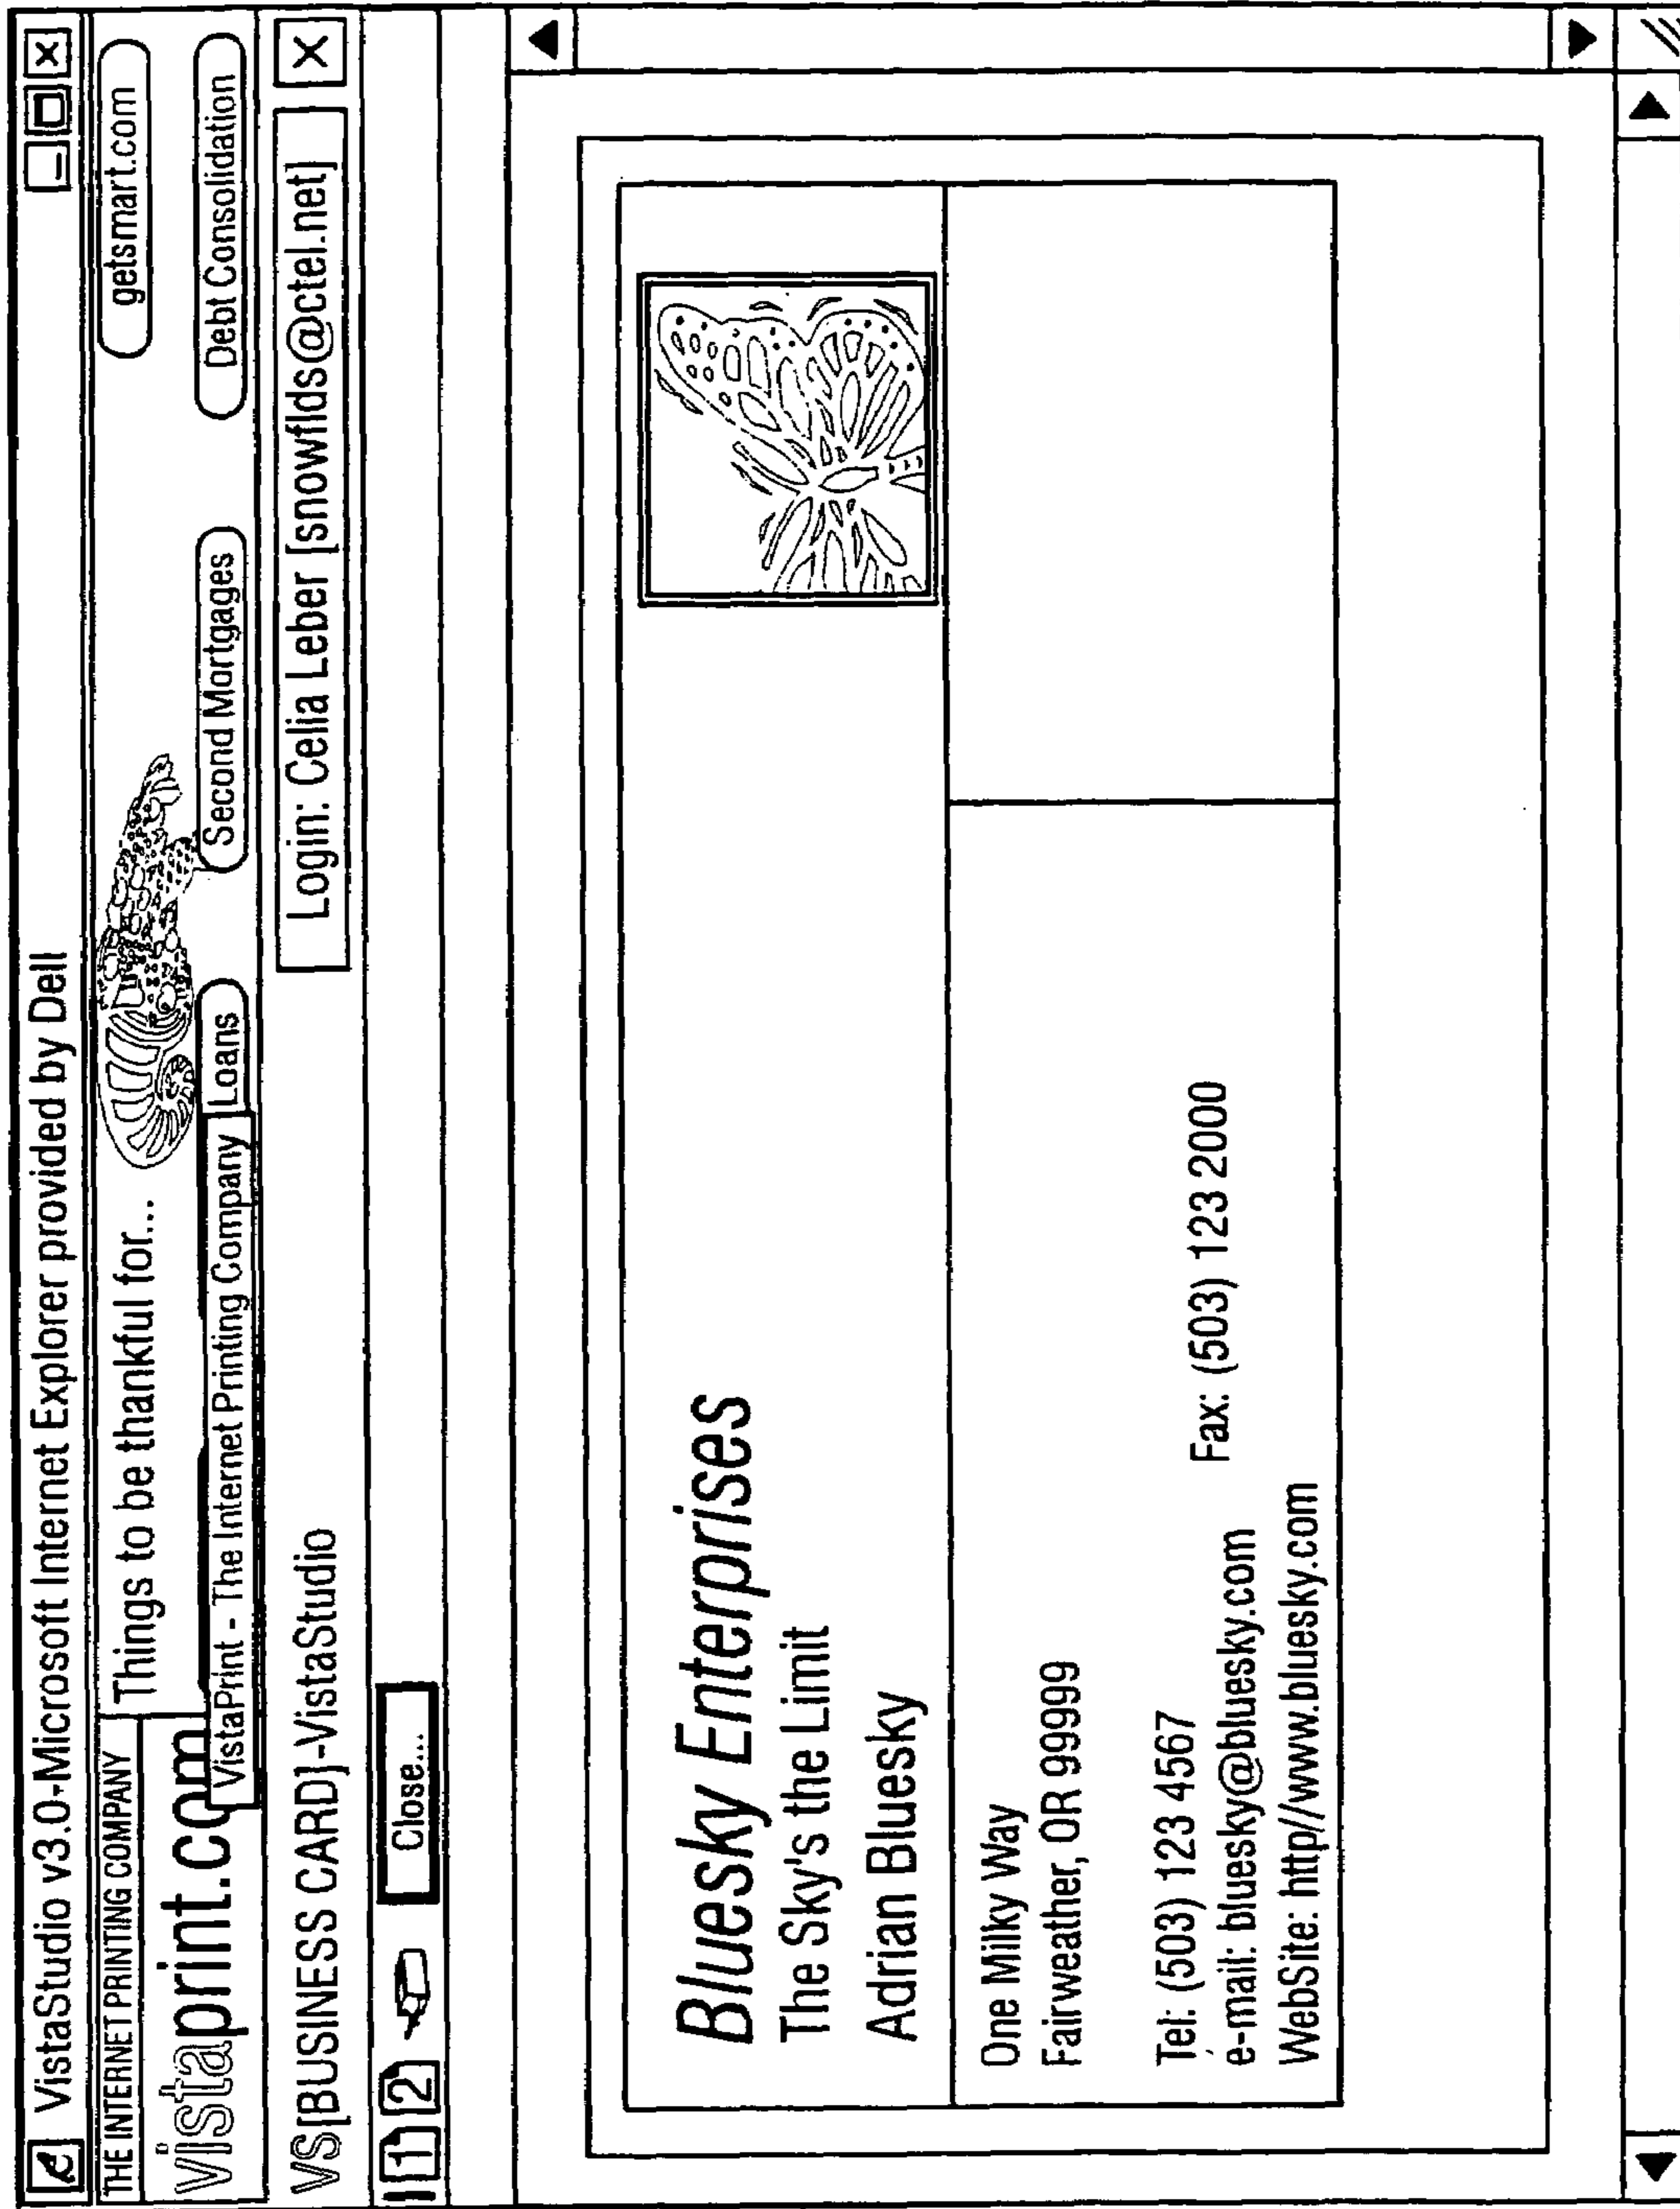 VistaStudio v3.0-Microsoft Internet Explorer provided by Dell
THE INTERNET PRINTING COMPANY
vistaprint.com
Things to be thankful for...
getsmart.com
VistaPrint - The Internet Printing Company
Loans
Second Mortgages
Debt Consolidation
VS[BUSINESS CARD]-VistaStudio
Login: Celia Leber [snowflds@ctel.net]
1 2 Close...
Bluesky Enterprises
The Sky's the Limit
Adrian Bluesky
One Milky Way
Fairweather, OR 99999
Tel: (503) 123 4567 Fax: (503) 123 2000
e-mail: bluesky@bluesky.com
WebSite: http//www.bluesky.com